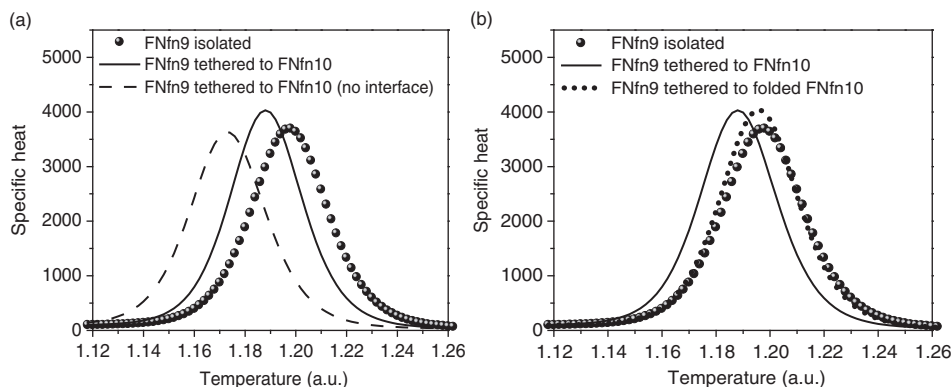 (a)
FNfn9 isolated
FNfn9 tethered to FNfn10
FNfn9 tethered to FNfn10 (no interface)
Specific heat
5000
4000
3000
2000
1000
0
1.12 1.14 1.16 1.18 1.20 1.22 1.24 1.26
Temperature (a.u.)
(b)
FNfn9 isolated
FNfn9 tethered to FNfn10
FNfn9 tethered to folded FNfn10
Specific heat
5000
4000
3000
2000
1000
0
1.12 1.14 1.16 1.18 1.20 1.22 1.24 1.26
Temperature (a.u.)